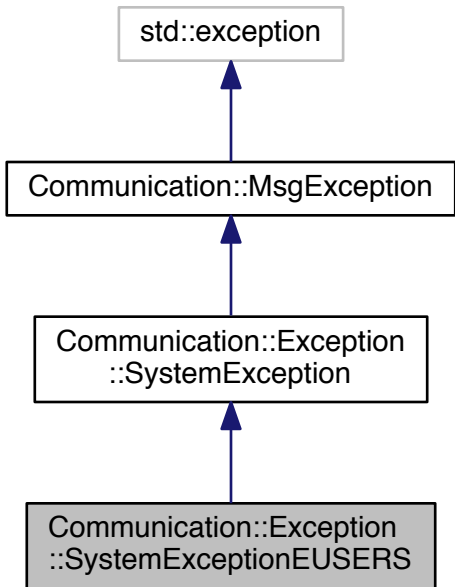 std::exception
Communication::MsgException
Communication::Exception
::SystemException
Communication::Exception
::SystemExceptionEUSERS